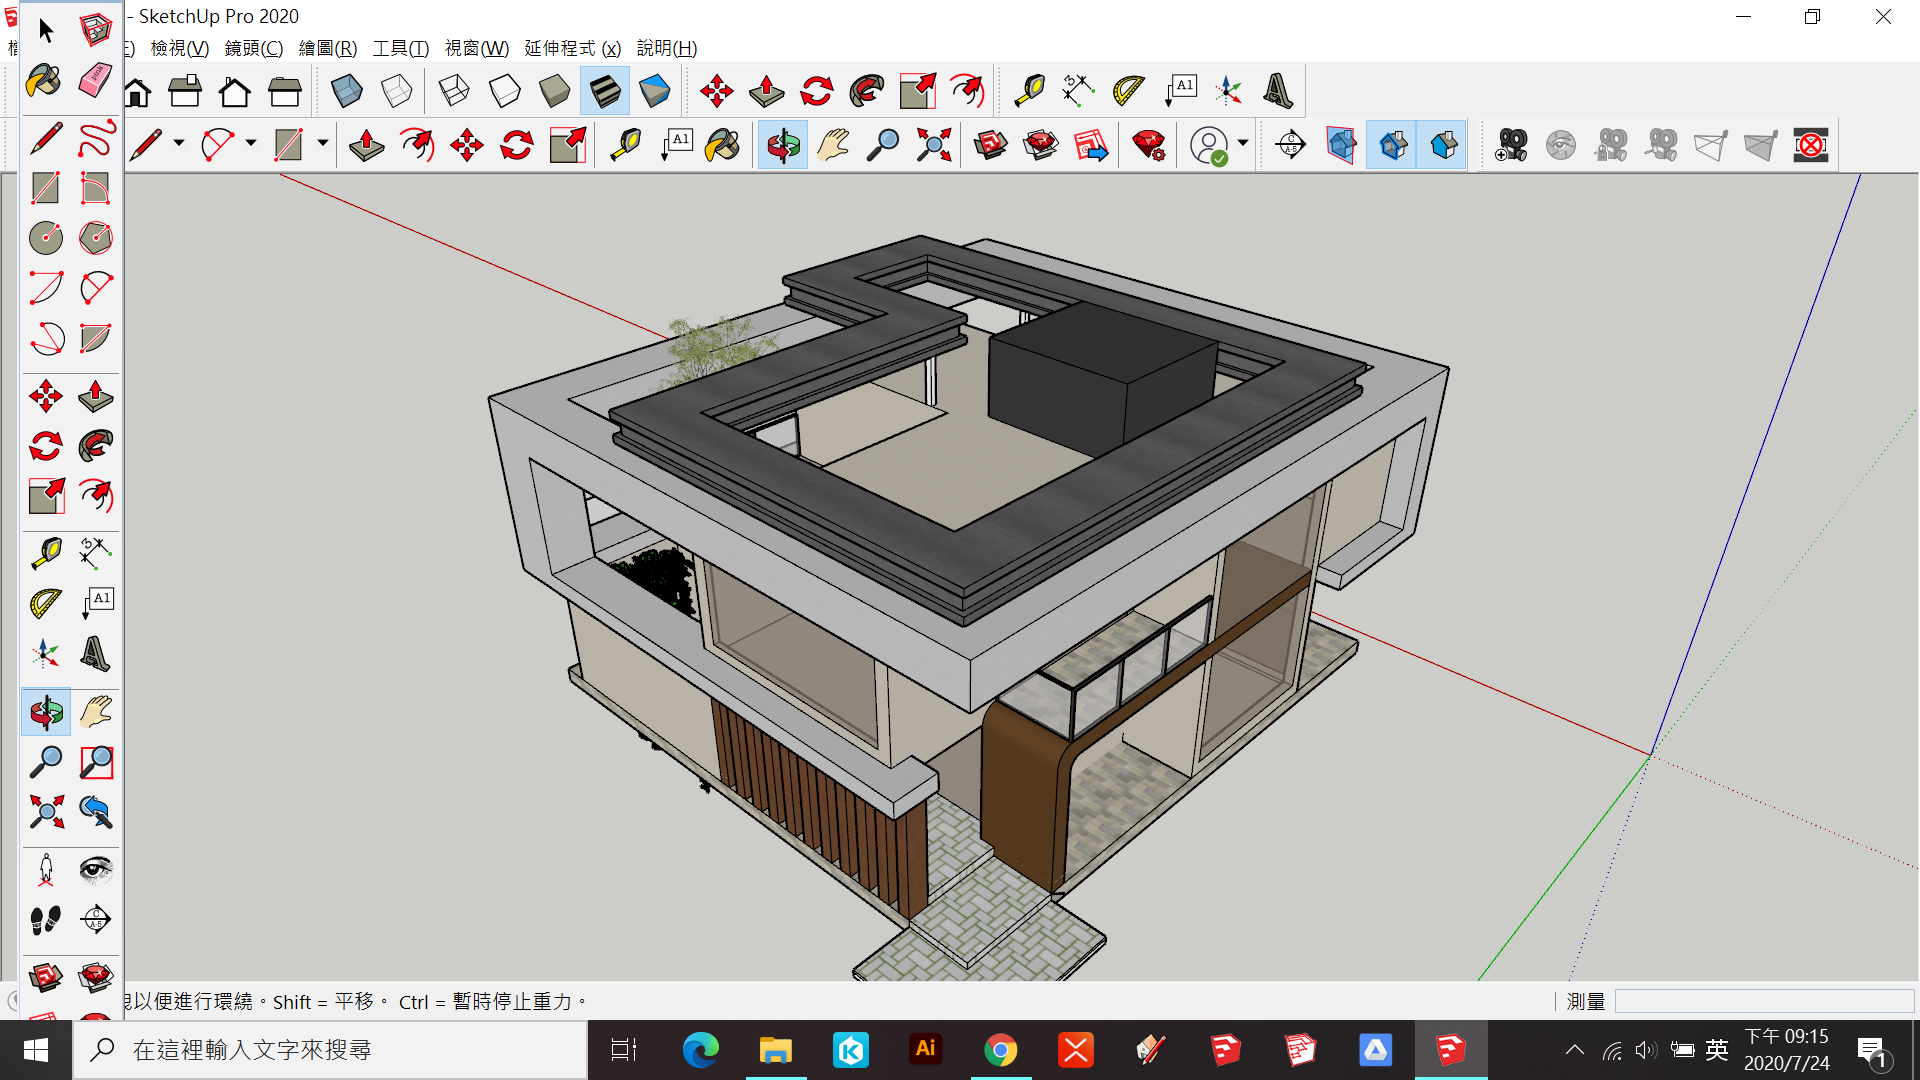 - SketchUp Pro 2020
檢視(V) 鏡頭(C) 繪圖(R) 工具(T) 視窗(W) 延伸程式 (x) 說明(H)
A1
A1
A1
以便進行環繞。Shift = 平移。 Ctrl = 暫時停止重力。
測量
在這裡輸入文字來搜尋
Ai
英
下午 09:15
2020/7/24
1